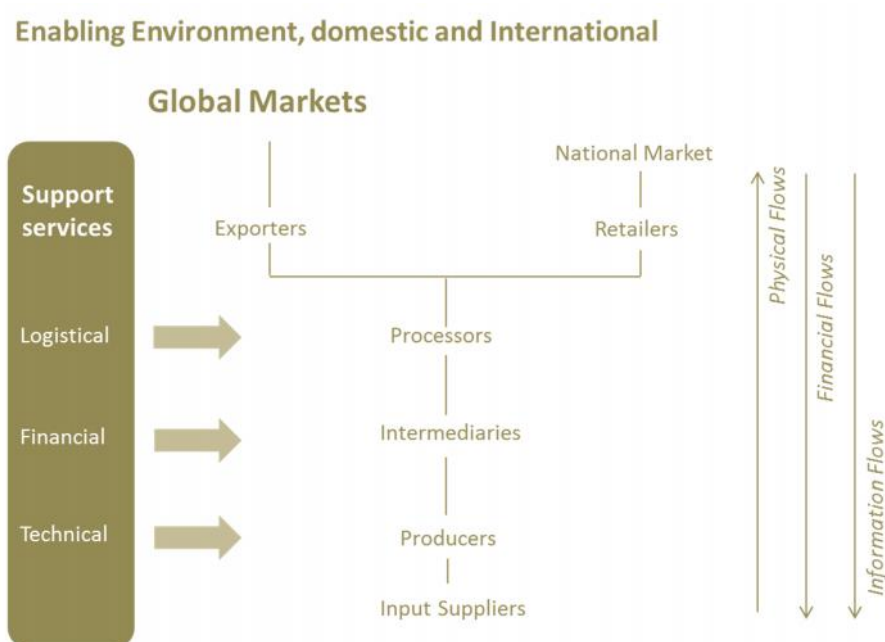 Enabling Environment, domestic and International
Global Markets
National Market
Support
services
Exporters
Retailers
Logistical
Processors
Financial
Intermediaries
Technical
Producers
Input Suppliers
Physical Flows
Financial Flows
Information Flows